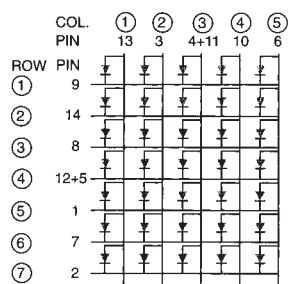 COL. ① ② ③ ④ ⑤
PIN 13 3 4+11 10 6
ROW PIN
① 9
② 14
③ 8
④ 12+5
⑤ 1
⑥ 7
⑦ 2